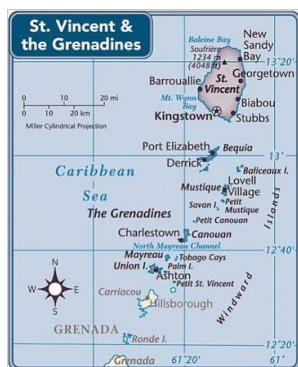 St. Vincent &
the Grenadines
Baleine Bay
New
Sandy
Bay
Soufrière
1234 m
(4048 ft)
13°20'
Georgetown
Barrouallie
St.
Vincent
0 10 20 mi
0 10 20 km
Miller Cylindrical Projection
Mt. Wynn
Bay
Biabou
Kingstown
Stubbs
Port Elizabeth
Bequia
13°
Derrick
Baliceaux I.
Caribbean
Sea
Lovell
Village
Mustique
Petit
Mustique
Savan I.
The Grenadines
Petit Canouan
Charlestown
Canouan
North Mayreau Channel
12°40'
Mayreau
Tobago Cays
Union I.
Palm I.
Ashton
Petit St. Vincent
Windward Islands
N
W E
S
Carriacou
Hillsborough
GRENADA
Ronde I.
12°20'
Grenada
61°20'
61°